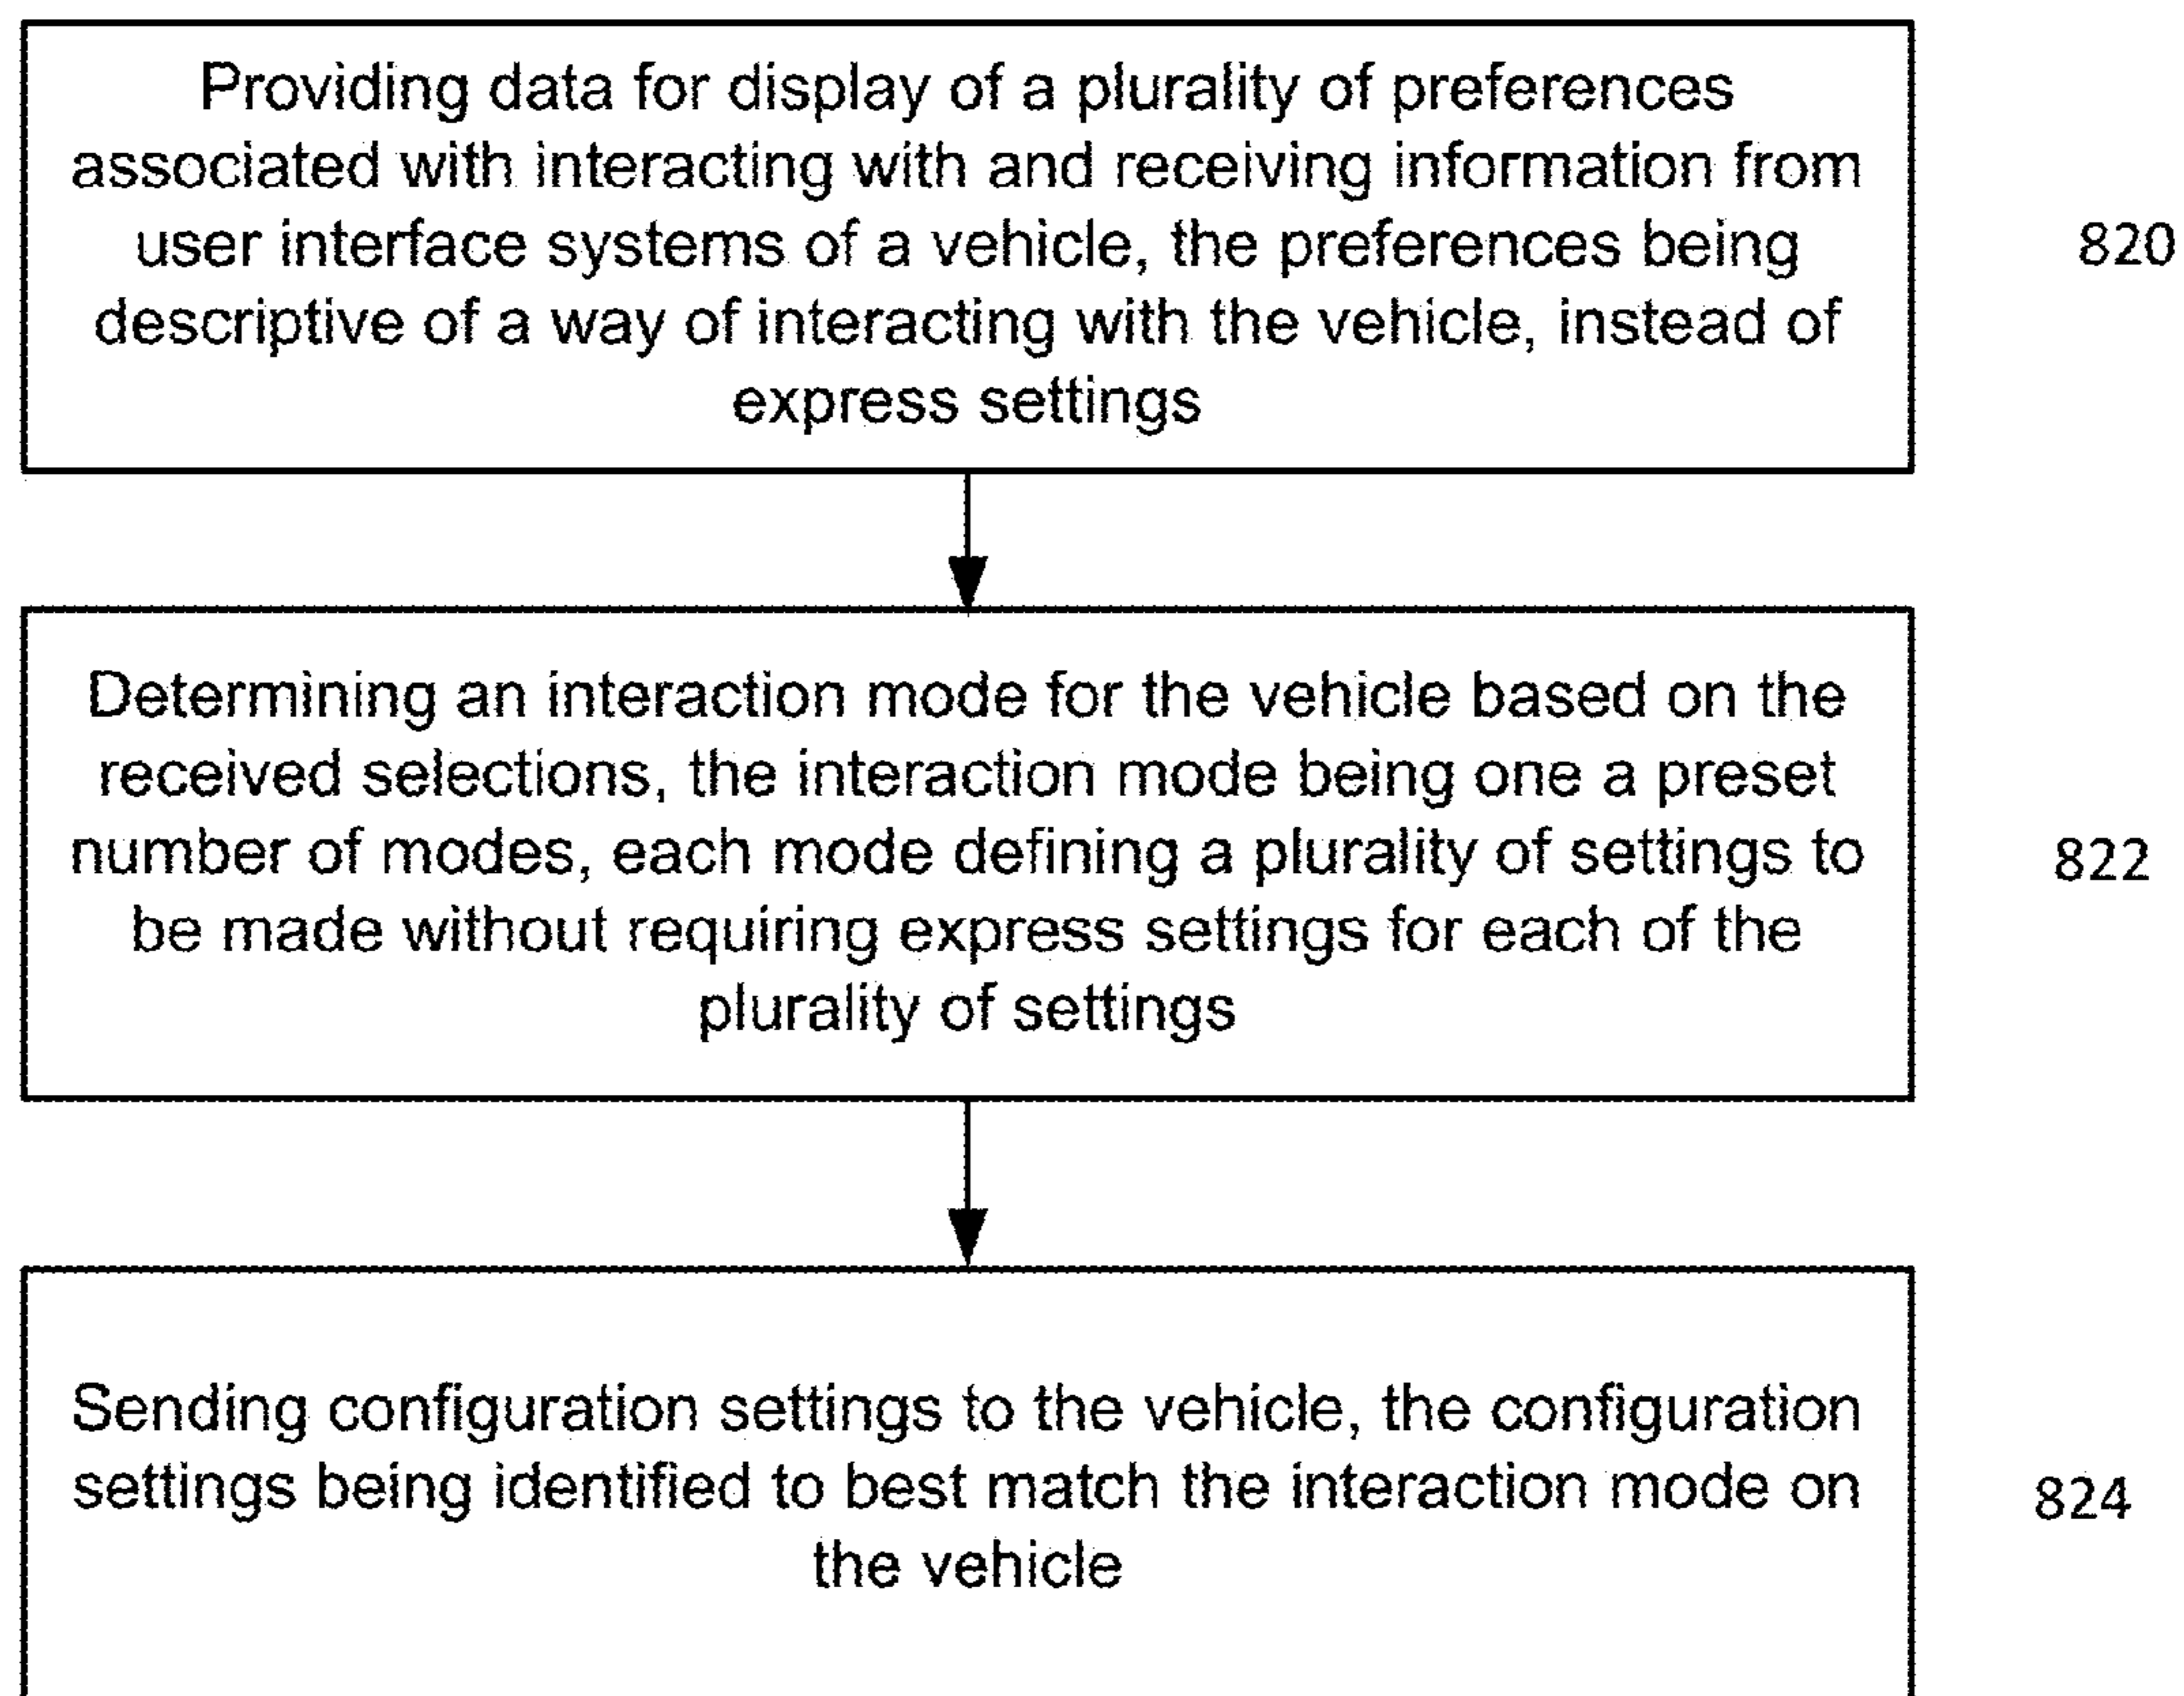 Providing data for display of a plurality of preferences
associated with interacting with and receiving information from
user interface systems of a vehicle, the preferences being
descriptive of a way of interacting with the vehicle, instead of
express settings
820
Determining an interaction mode for the vehicle based on the
received selections, the interaction mode being one a preset
number of modes, each mode defining a plurality of settings to
be made without requiring express settings for each of the
plurality of settings
822
Sending configuration settings to the vehicle, the configuration
settings being identified to best match the interaction mode on
the vehicle
824